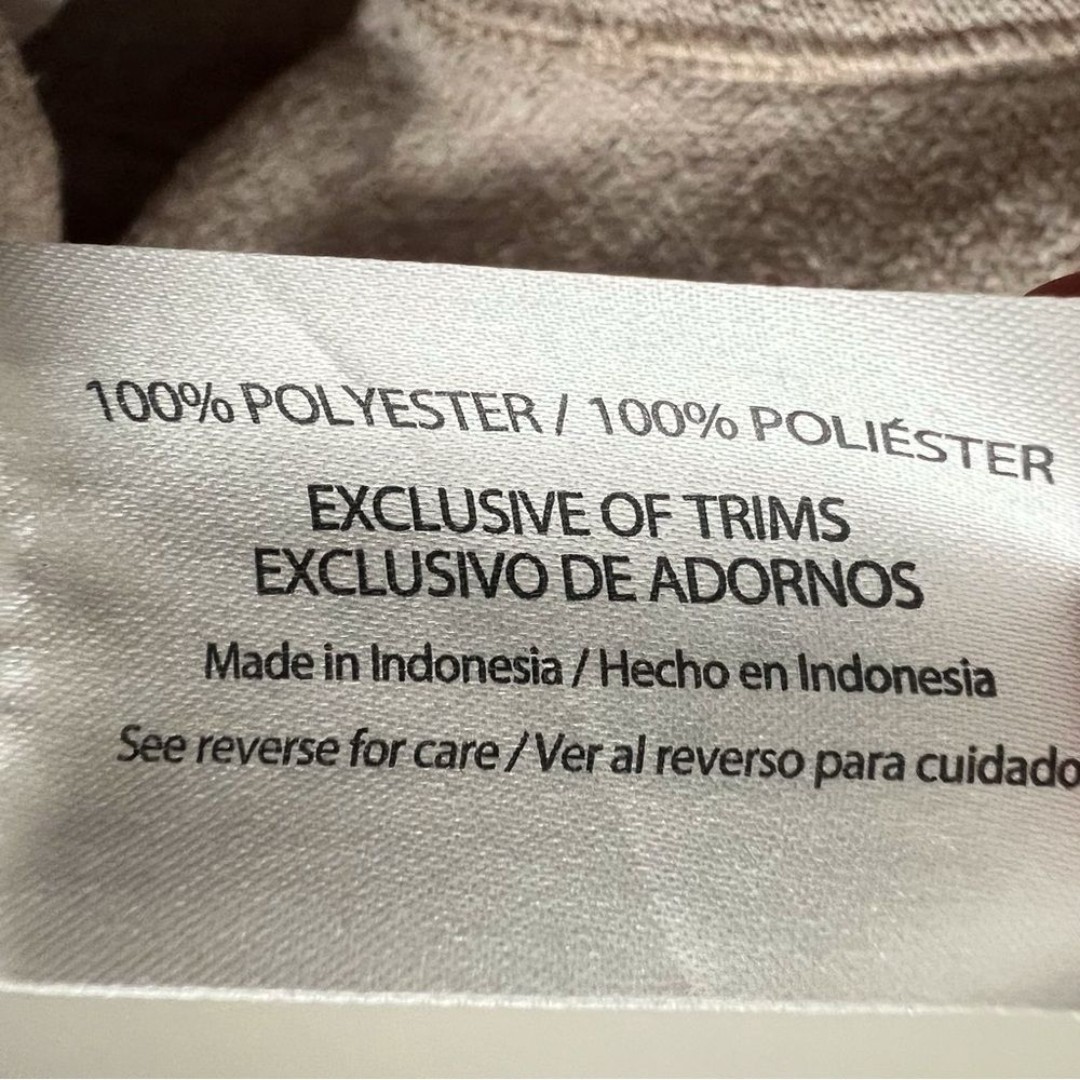 100% POLYESTER / 100% POLIÉSTER
EXCLUSIVE OF TRIMS
EXCLUSIVO DE ADORNOS
Made in Indonesia / Hecho en Indonesia
See reverse for care / Ver al reverso para cuidado